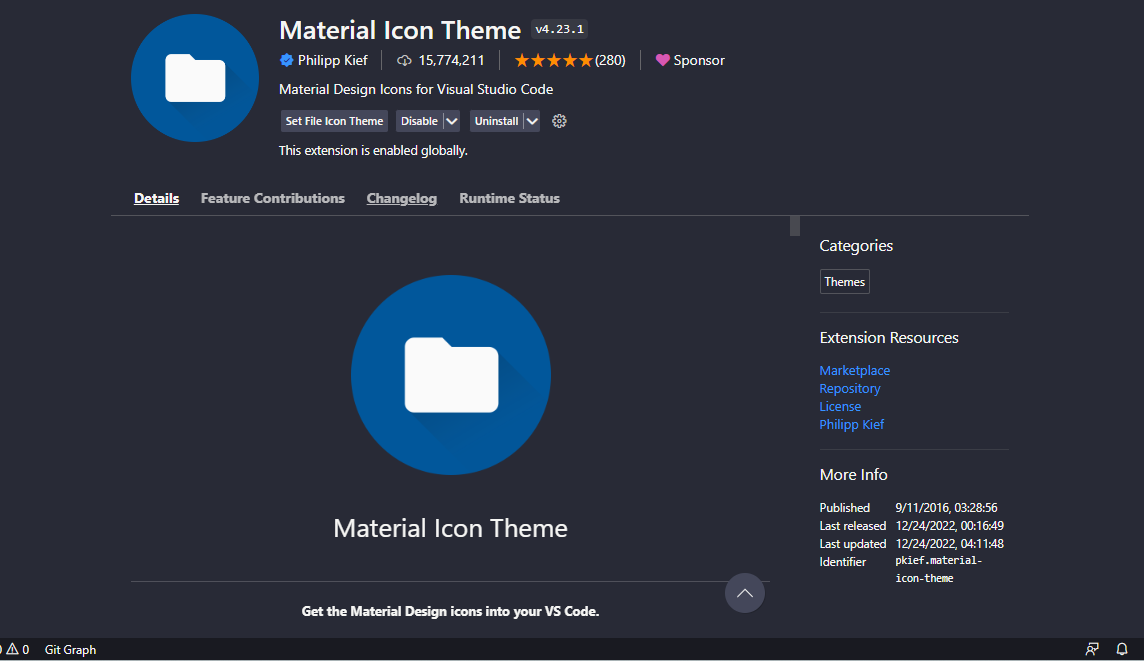 Material Icon Theme v4.23.1
Philipp Kief 15,774,211 (280) Sponsor
Material Design Icons for Visual Studio Code
Set File Icon Theme Disable Uninstall
This extension is enabled globally.
Details Feature Contributions Changelog Runtime Status
Categories
Themes
Extension Resources
Marketplace
Repository
License
Philipp Kief
More Info
Published 9/11/2016, 03:28:56
Last released 12/24/2022, 00:16:49
Last updated 12/24/2022, 04:11:48
Identifier pkief.material-
icon-theme
Material Icon Theme
Get the Material Design icons into your VS Code.
0 Git Graph